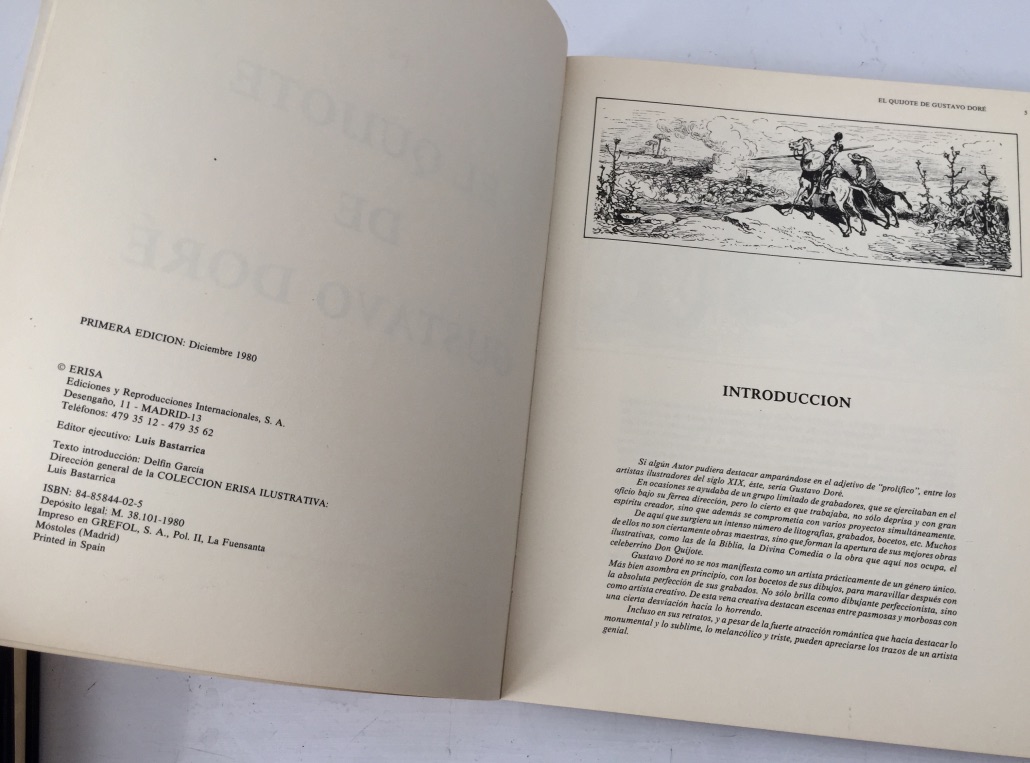 PRIMERA EDICION: Diciembre 1980
© ERISA
Ediciones y Reproducciones Internacionales, S. A.
Desengaño, 11 - MADRID-13
Teléfonos: 479 35 12 - 479 35 62
Editor ejecutivo: Luis Bastarrica
Texto introducción: Delfín García
Dirección general de la COLECCION ERISA ILUSTRATIVA:
Luis Bastarrica
ISBN: 84-85844-02-5
Depósito legal; M. 38.101-1980
Impreso en GREFOL, S. A., Pol. II, La Fuensanta
Móstoles (Madrid)
Printed in Spain
EL QUIJOTE DE GUSTAVO DORÉ
5
INTRODUCCION
Si algún Autor pudiera destacar amparándose en el adjetivo de "prolífico", entre los
artistas ilustradores del siglo XIX, éste, sería Gustavo Doré.
En ocasiones se ayudaba de un grupo limitado de grabadores, que se ejercitaban en el
oficio bajo su férrea dirección, pero lo cierto es que trabajaba, no sólo deprisa y con gran
espíritu creador, sino que además se comprometía con varios proyectos simultáneamente.
De aquí que surgiera un intenso número de litografías, grabados, bocetos, etc. Muchos
de ellos no son ciertamente obras maestras, sino que forman la apertura de sus mejores obras
ilustrativas, como las de la Biblia, la Divina Comedia o la obra que aquí nos ocupa, el
celeberrino Don Quijote.
Gustavo Doré no se nos manifiesta como un artista prácticamente de un género único.
Más bien asombra en principio, con los bocetos de sus dibujos, para maravillar después con
la absoluta perfección de sus grabados. No sólo brilla como dibujante perfeccionista, sino
como artista creativo. De esta vena creativa destacan escenas entre pasmosas y morbosas con
una cierta desviación hacia lo horrendo.
Incluso en sus retratos, y a pesar de la fuerte atracción romántica que hacía destacar lo
monumental y lo sublime, lo melancólico y triste, pueden apreciarse los trazos de un artista
genial.
EL QUIJOTE
DE
GUSTAVO DORÉ